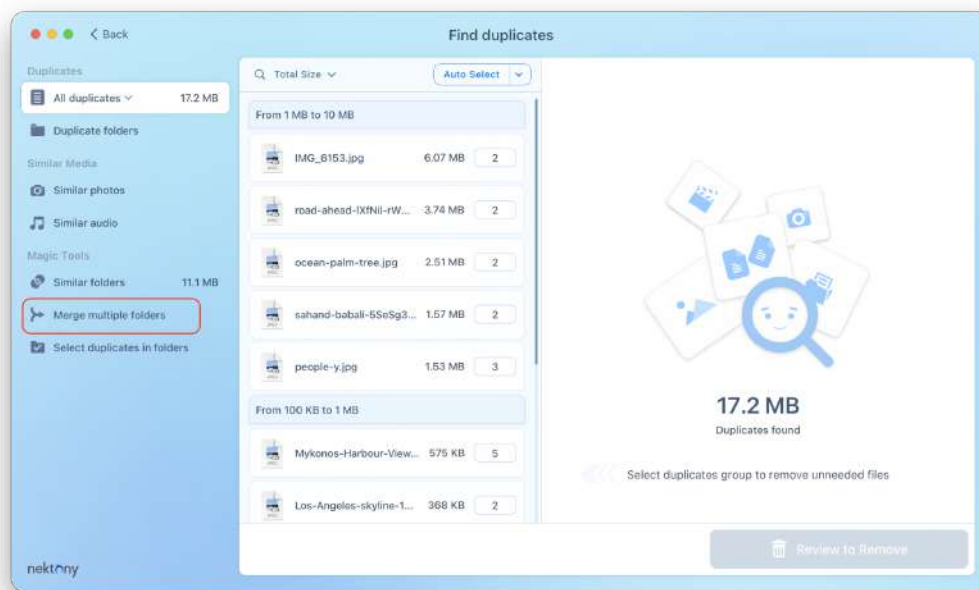 Back
Find duplicates
Duplicates
All duplicates 17.2 MB
Duplicate folders
Similar Media
Similar photos
Similar audio
Magic Tools
Similar folders 11.1 MB
Merge multiple folders
Select duplicates in folders
nektony
Total Size
Auto Select
From 1 MB to 10 MB
IMG_6153.jpg 6.07 MB 2
road-ahead-IXfNiI-rW... 3.74 MB 2
ocean-palm-tree.jpg 2.51 MB 2
sahand-babali-5SeSg3... 1.57 MB 2
people-y.jpg 1.53 MB 3
From 100 KB to 1 MB
Mykonos-Harbour-View... 575 KB 5
Los-Angeles-skyline-1... 368 KB 2
17.2 MB
Duplicates found
Select duplicates group to remove unneeded files
Review to Remove